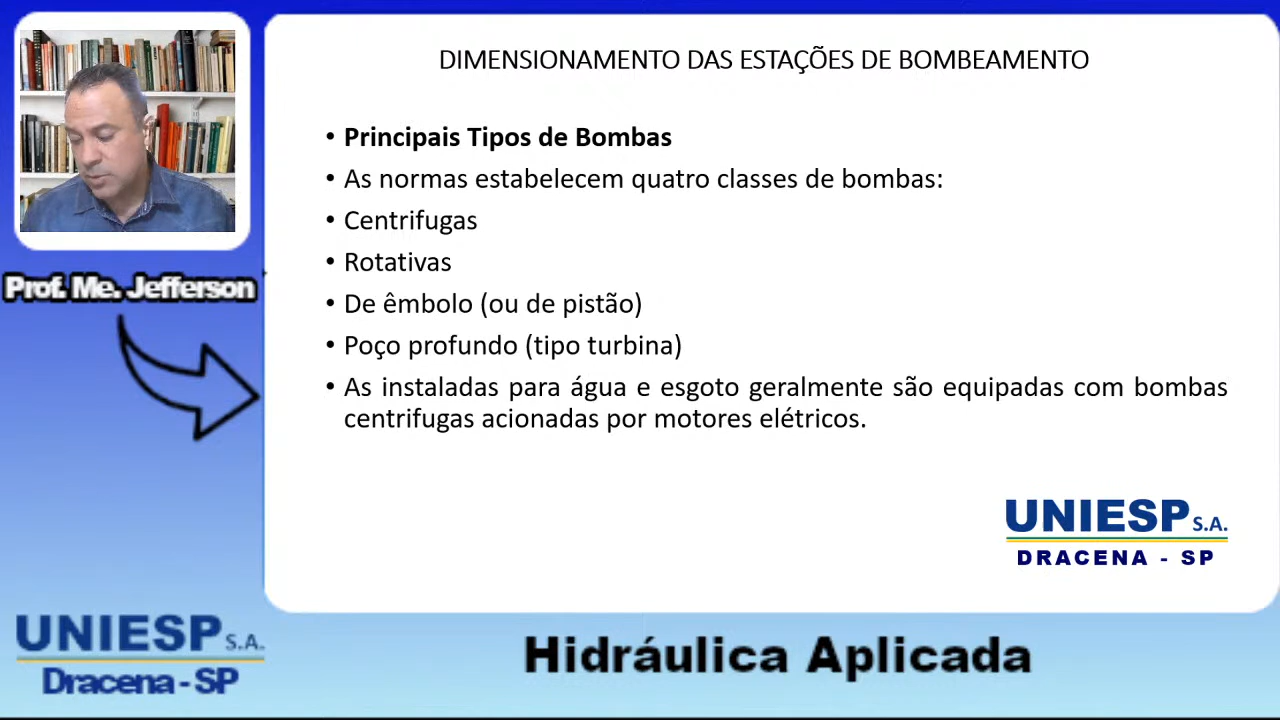 DIMENSIONAMENTO DAS ESTAÇÕES DE BOMBEAMENTO
• Principais Tipos de Bombas
• As normas estabelecem quatro classes de bombas:
• Centrifugas
• Rotativas
• De êmbolo (ou de pistão)
• Poço profundo (tipo turbina)
• As instaladas para água e esgoto geralmente são equipadas com bombas
centrifugas acionadas por motores elétricos.
Prof. Me. Jefferson
UNIESP S.A.
DRACENA - SP
UNIESP S.A.
Dracena - SP
Hidráulica Aplicada